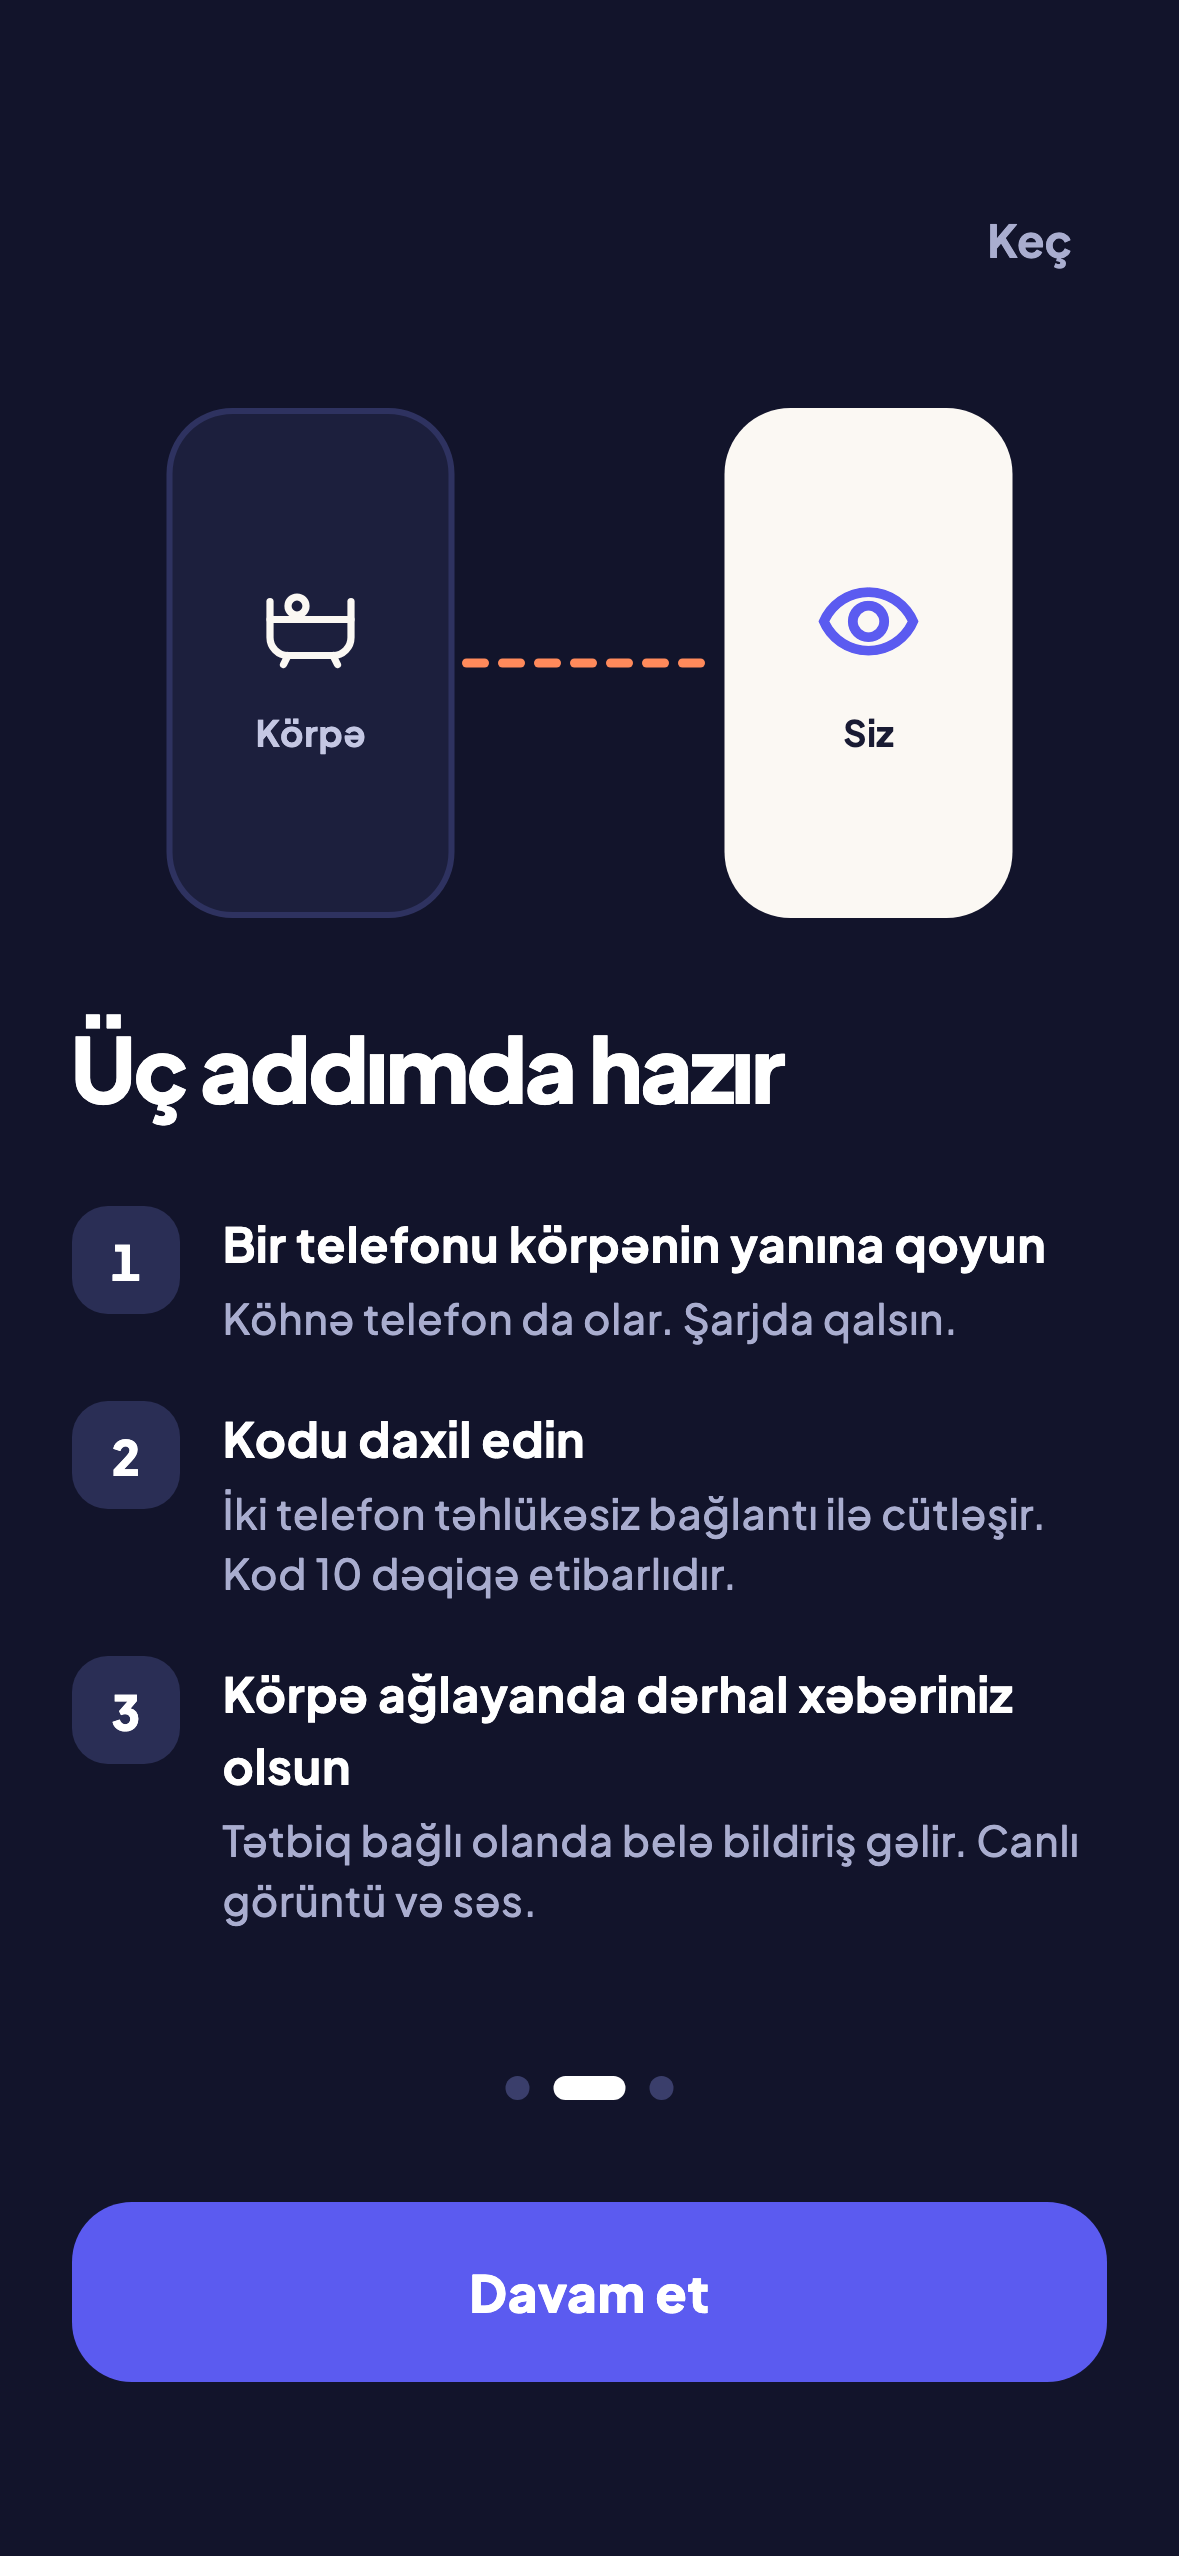 Keç
Körpə
Siz
Üç addımda hazır
1
Bir telefonu körpənin yanına qoyun
Köhnə telefon da olar. Şarjda qalsın.
2
Kodu daxil edin
İki telefon təhlükəsiz bağlantı ilə cütləşir.
Kod 10 dəqiqə etibarlıdır.
3
Körpə ağlayanda dərhal xəbəriniz
olsun
Tətbiq bağlı olanda belə bildiriş gəlir. Canlı
görüntü və səs.
Davam et